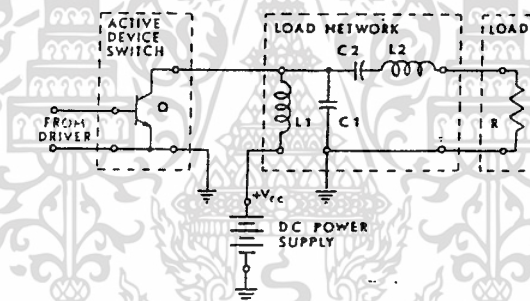 ACTIVE
DEVICE
SWITCH
LOAD NETWORK
LOAD
C2
L2
Q
FROM
DRIVER
L1
C1
R
+Vcc
DC POWER
SUPPLY